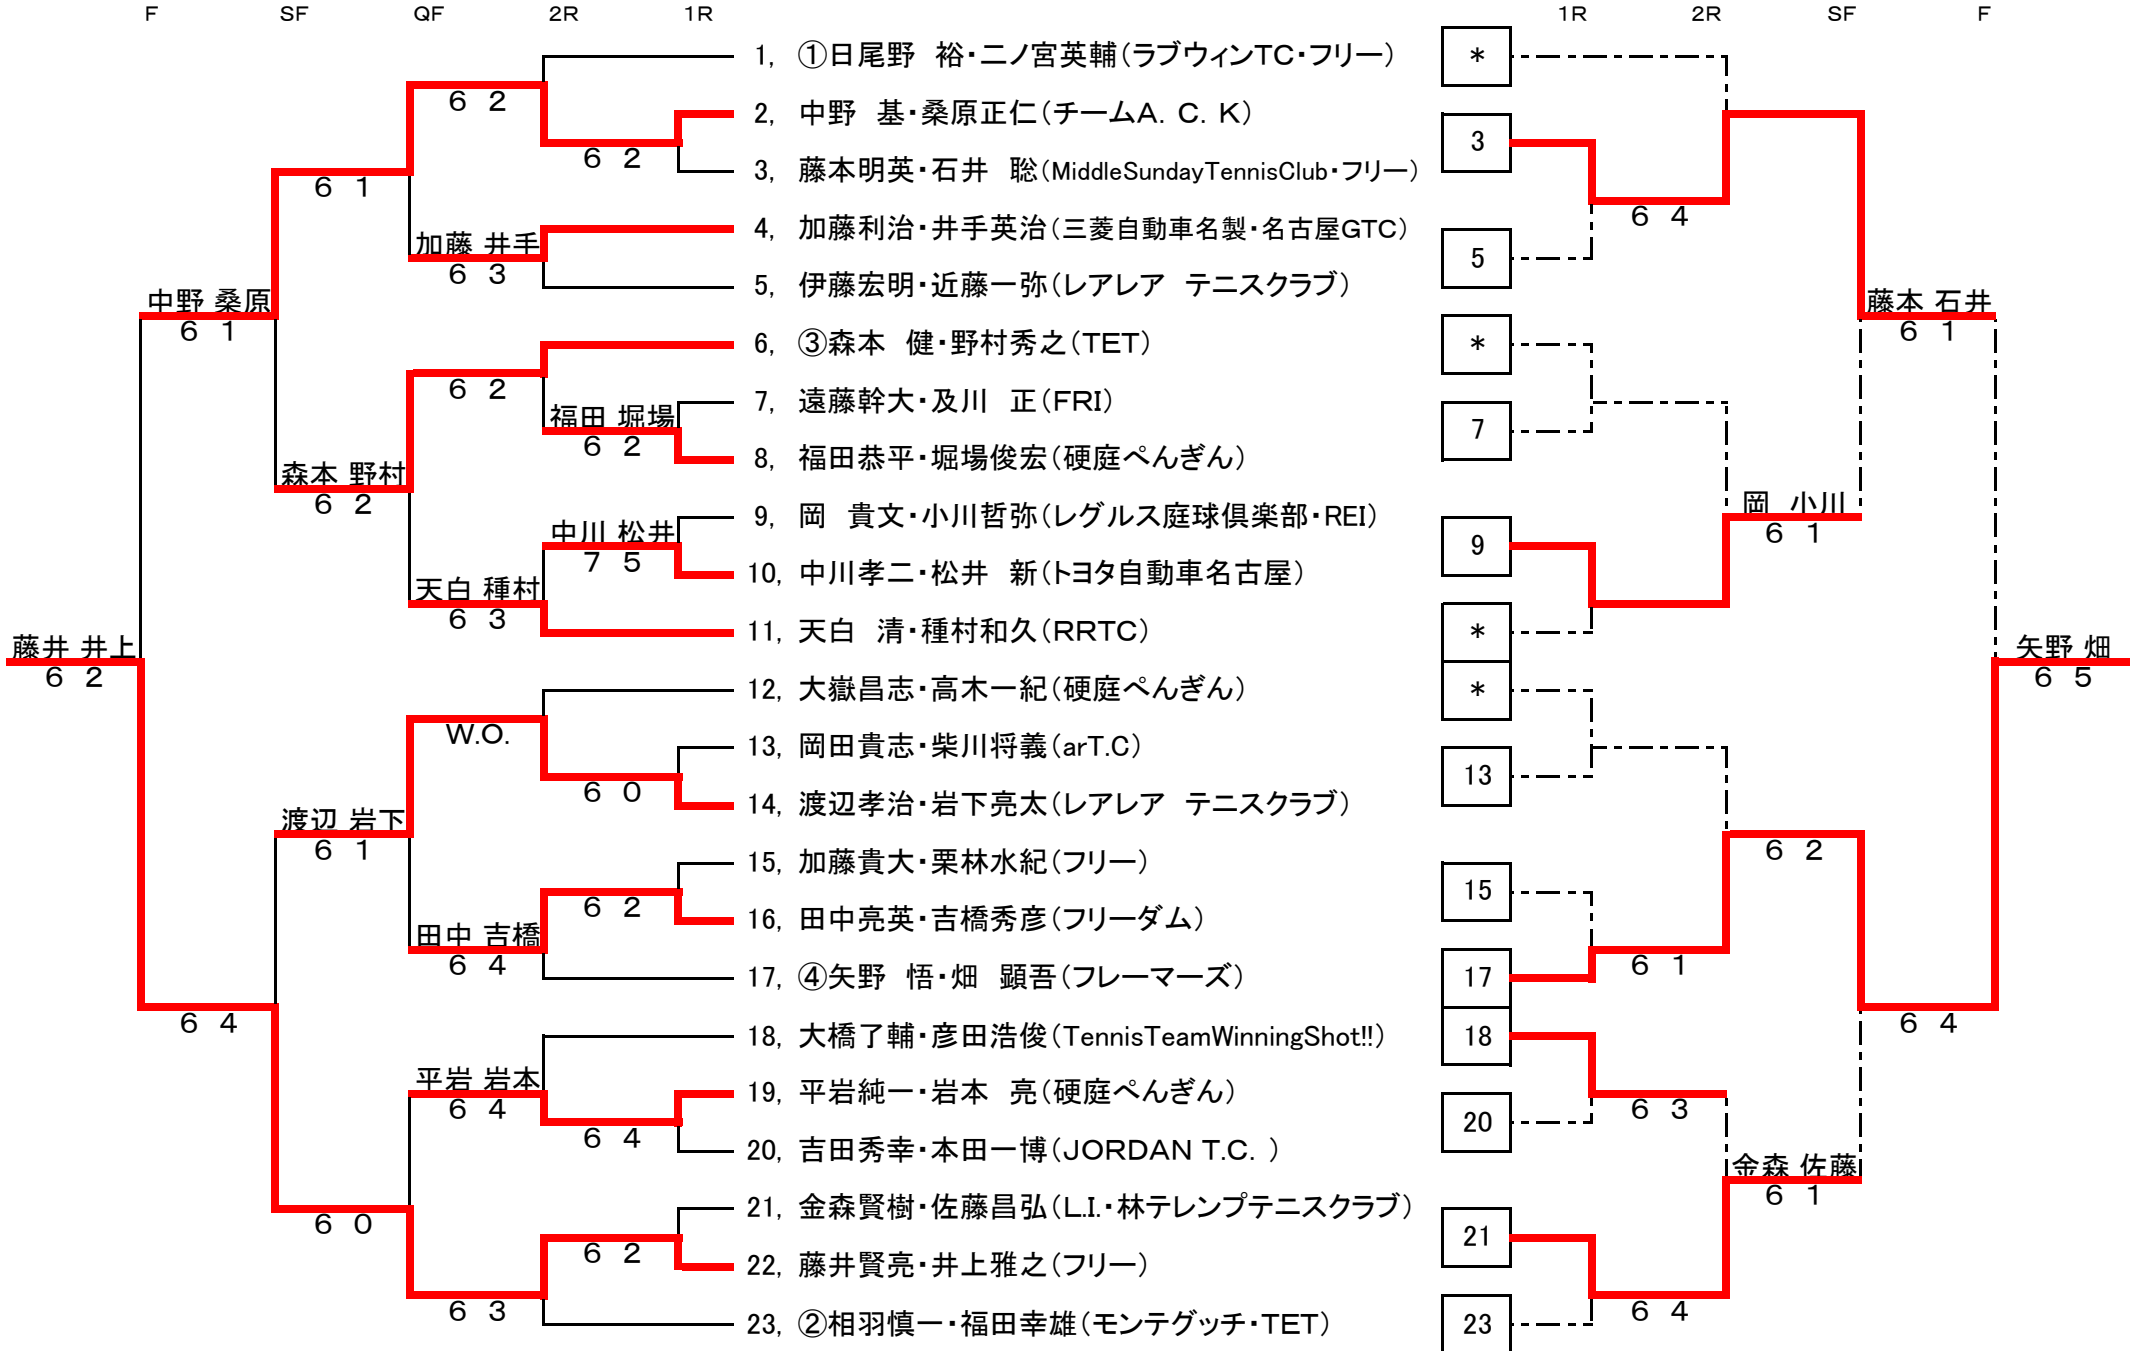 F SF QF 2R 1R 1R 2R SF F
1, ①日尾野　裕・二ノ宮英輔(ラブウィンTC・フリー) *
6 2
2, 中野　基・桑原正仁(チームA．C．K)
3
6 2
3, 藤本明英・石井　聡(MiddleSundayTennisClub・フリー)
6 1
6 4
4, 加藤利治・井手英治(三菱自動車名製・名古屋GTC)
加藤 井手
5
6 3
5, 伊藤宏明・近藤一弥(レアレア　テニスクラブ)
中野 桑原 藤本 石井
6 1 6 1
6, ③森本　健・野村秀之(TET) *
6 2
7, 遠藤幹大・及川　正(FRI)
福田 堀場 7
6 2
8, 福田恭平・堀場俊宏(硬庭ぺんぎん)
森本 野村
6 2 岡　小川
9, 岡　貴文・小川哲弥(レグルス庭球倶楽部・REI)
中川 松井 6 1
7 5 9
10, 中川孝二・松井　新(トヨタ自動車名古屋)
天白 種村
6 3
11, 天白　清・種村和久(RRTC) *
藤井 井上 矢野 畑
6 2 6 5
12, 大嶽昌志・高木一紀(硬庭ぺんぎん) *
W.O.
13, 岡田貴志・柴川将義(arT.C)
13
6 0
14, 渡辺孝治・岩下亮太(レアレア　テニスクラブ)
渡辺 岩下
6 1 6 2
15, 加藤貴大・栗林水紀(フリー)
15
6 2
16, 田中亮英・吉橋秀彦(フリーダム)
田中 吉橋
6 4 6 1
17, ④矢野　悟・畑　顕吾(フレーマーズ) 17
6 4 6 4
18, 大橋了輔・彦田浩俊(TennisTeamWinningShot!!) 18
平岩 岩本
19, 平岩純一・岩本　亮(硬庭ぺんぎん)
6 4 6 3
20
6 4
20, 吉田秀幸・本田一博(JORDAN T.C. )
金森 佐藤
6 1
21, 金森賢樹・佐藤昌弘(L.I.・林テレンプテニスクラブ)
6 0
21
6 2
22, 藤井賢亮・井上雅之(フリー)
6 3 6 4
23, ②相羽慎一・福田幸雄(モンテグッチ・TET) 23